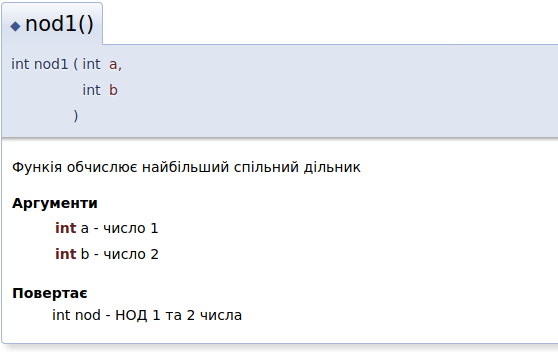 ◆ nod1()
int nod1 ( int a,
int b
)
Функія обчислює найбільший спільний дільник
Аргументи
int a - число 1
int b - число 2
Повертає
int nod - НОД 1 та 2 числа